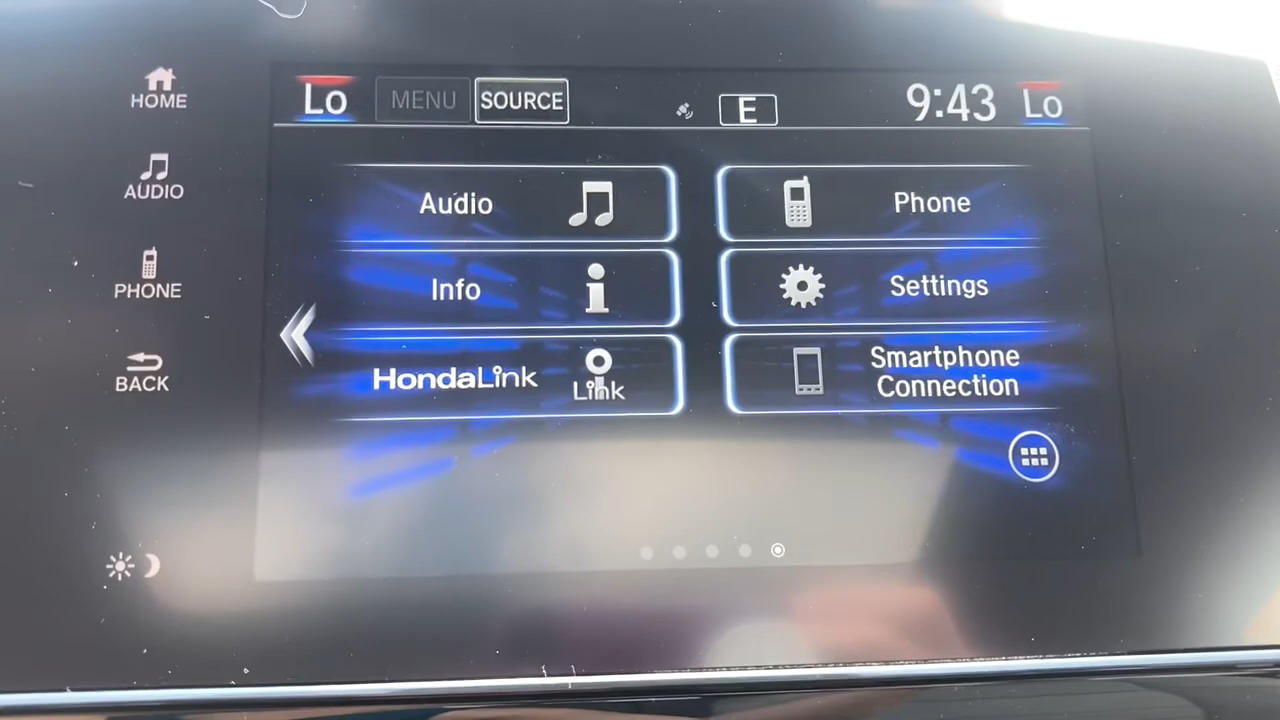 HOME
AUDIO
PHONE
BACK
Lo MENU SOURCE E 9:43 Lo
Audio Phone
Info Settings
HondaLink Link Smartphone
Connection